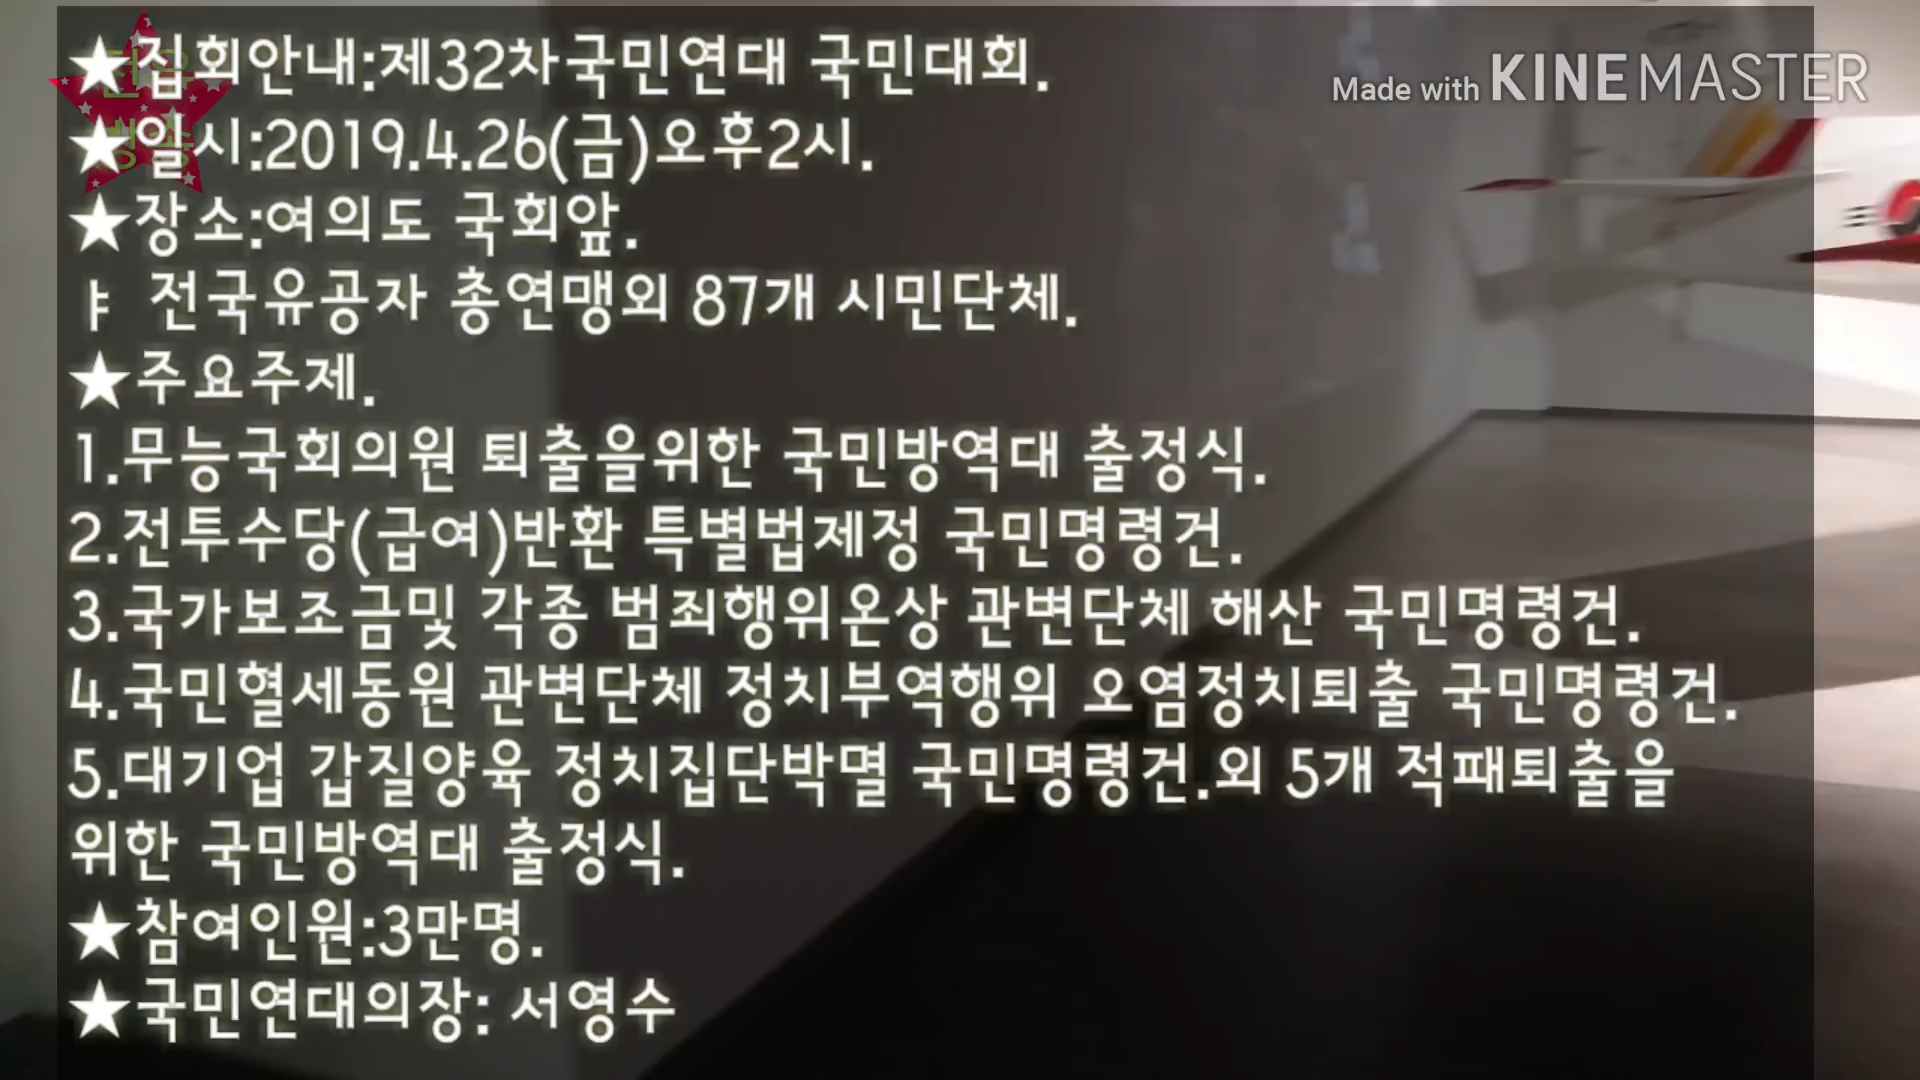 ★집회안내:제32차국민연대 국민대회.
Made with KINEMASTER
★일시:2019.4.26(금)오후2시.
★장소:여의도 국회앞.
ㅑ 전국유공자 총연맹외 87개 시민단체.
★주요주제.
1.무능국회의원 퇴출을위한 국민방역대 출정식.
2.전투수당(급여)반환 특별법제정 국민명령건.
3.국가보조금및 각종 범죄행위온상 관변단체 해산 국민명령건.
4.국민혈세동원 관변단체 정치부역행위 오염정치퇴출 국민명령건.
5.대기업 갑질양육 정치집단박멸 국민명령건.외 5개 적패퇴출을
위한 국민방역대 출정식.
★참여인원:3만명.
★국민연대의장: 서영수